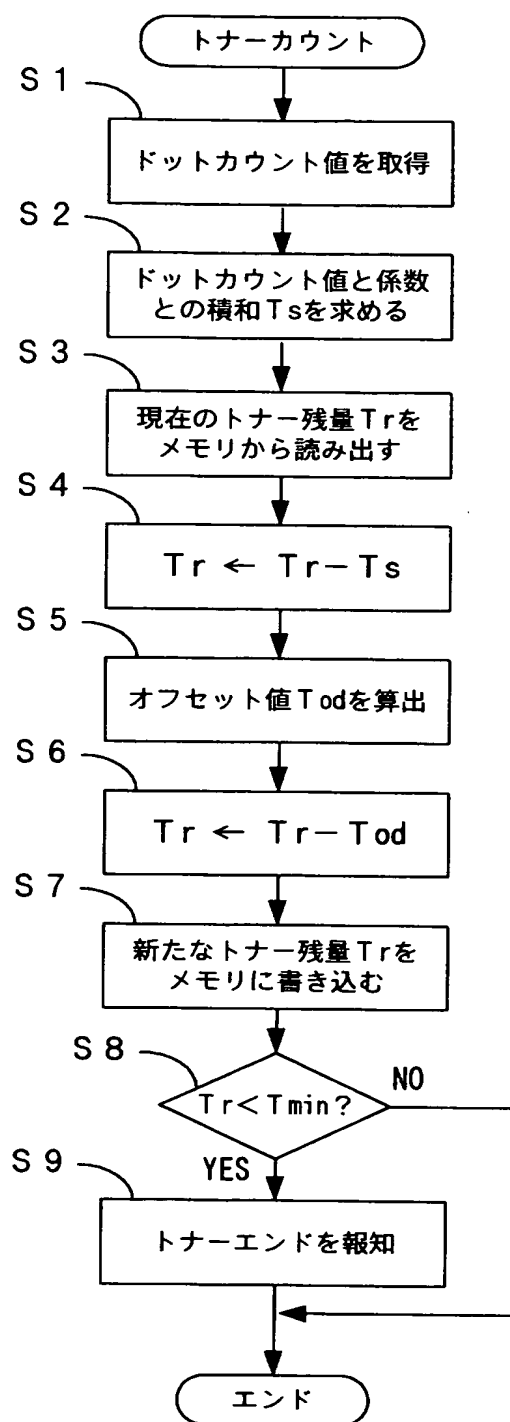 トナーカウント
S1
ドットカウント値を取得
S2
ドットカウント値と係数
との積和Tsを求める
S3
現在のトナー残量Trを
メモリから読み出す
S4
Tr ← Tr−Ts
S5
オフセット値Todを算出
S6
Tr ← Tr−Tod
S7
新たなトナー残量Trを
メモリに書き込む
S8
Tr<Tmin?
NO
YES
S9
トナーエンドを報知
エンド